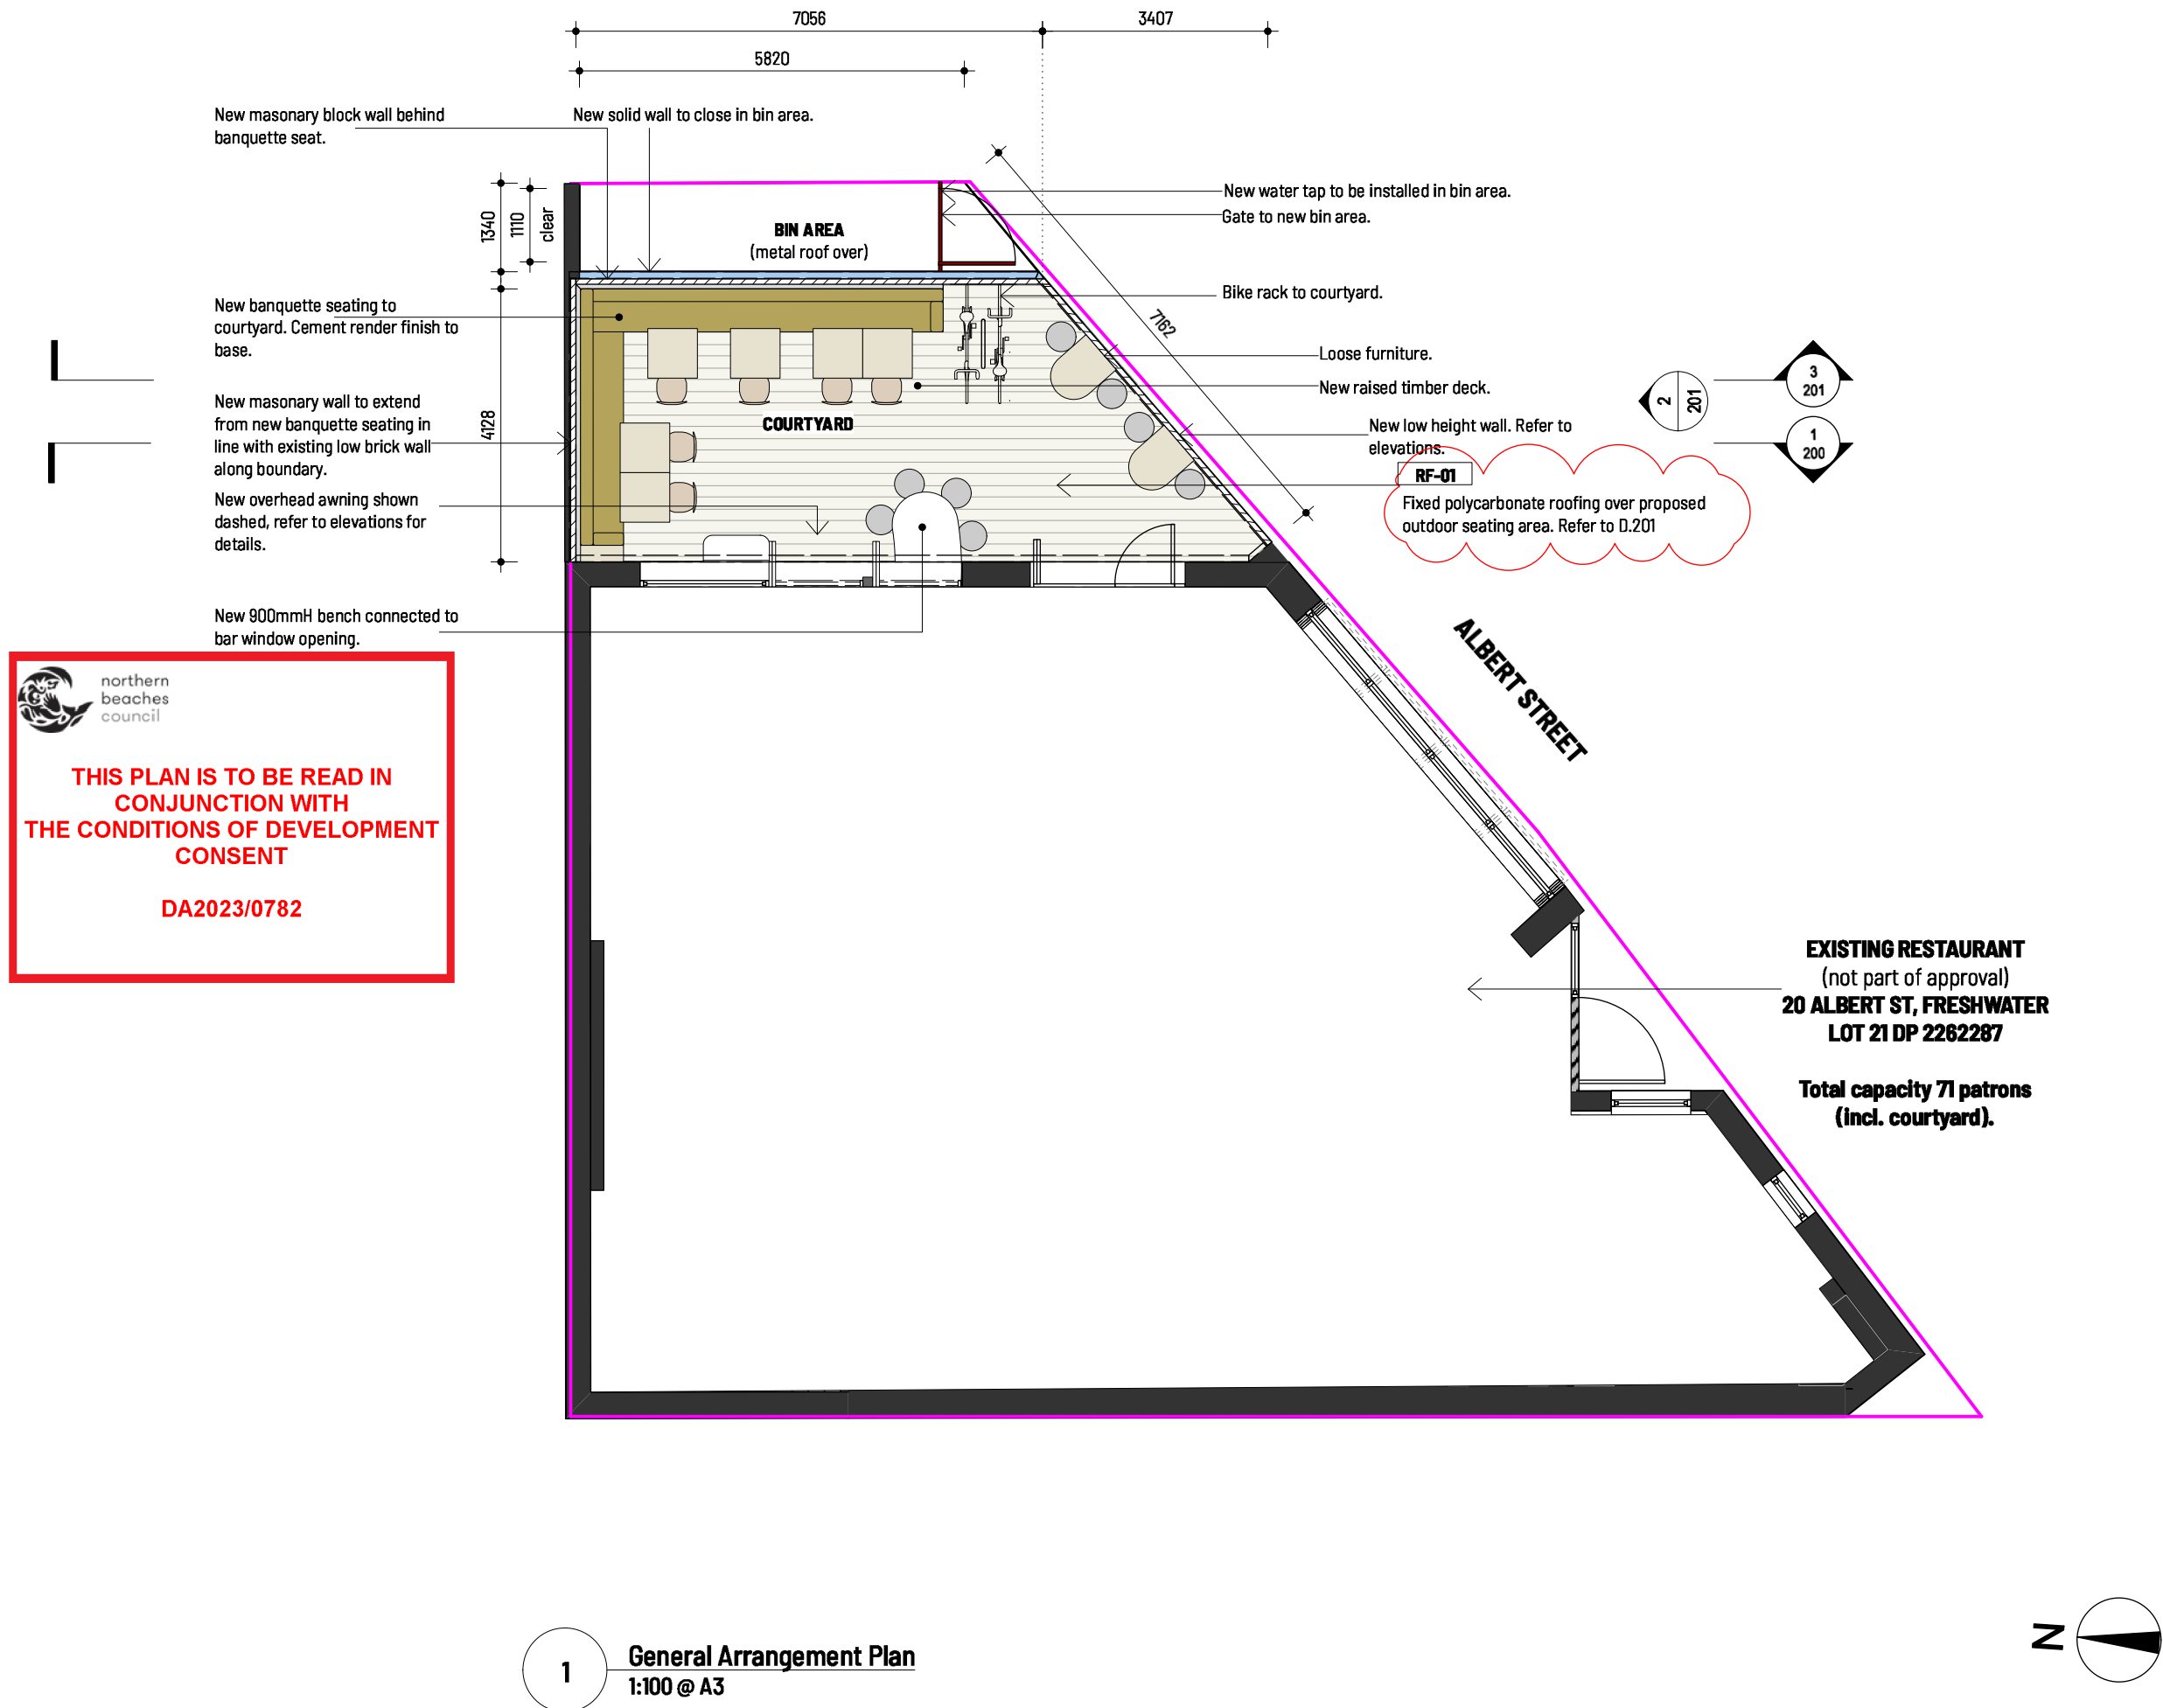 7056
3407
5820
New masonary block wall behind
banquette seat.
New solid wall to close in bin area.
1340
1110
clear
BIN AREA
(metal roof over)
New water tap to be installed in bin area.
Gate to new bin area.
Bike rack to courtyard.
7162
New banquette seating to
courtyard. Cement render finish to
base.
Loose furniture.
New raised timber deck.
3
201
2
201
New masonary wall to extend
from new banquette seating in
line with existing low brick wall
along boundary.
4128
COURTYARD
New low height wall. Refer to
elevations.
1
200
RF-01
Fixed polycarbonate roofing over proposed
outdoor seating area. Refer to D.201
New overhead awning shown
dashed, refer to elevations for
details.
New 900mmH bench connected to
bar window opening.
northern
beaches
council
THIS PLAN IS TO BE READ IN
CONJUNCTION WITH
THE CONDITIONS OF DEVELOPMENT
CONSENT
DA2023/0782
ALBERT STREET
EXISTING RESTAURANT
(not part of approval)
20 ALBERT ST, FRESHWATER
LOT 21 DP 2262287
Total capacity 71 patrons
(incl. courtyard).
1
General Arrangement Plan
1:100 @ A3
N